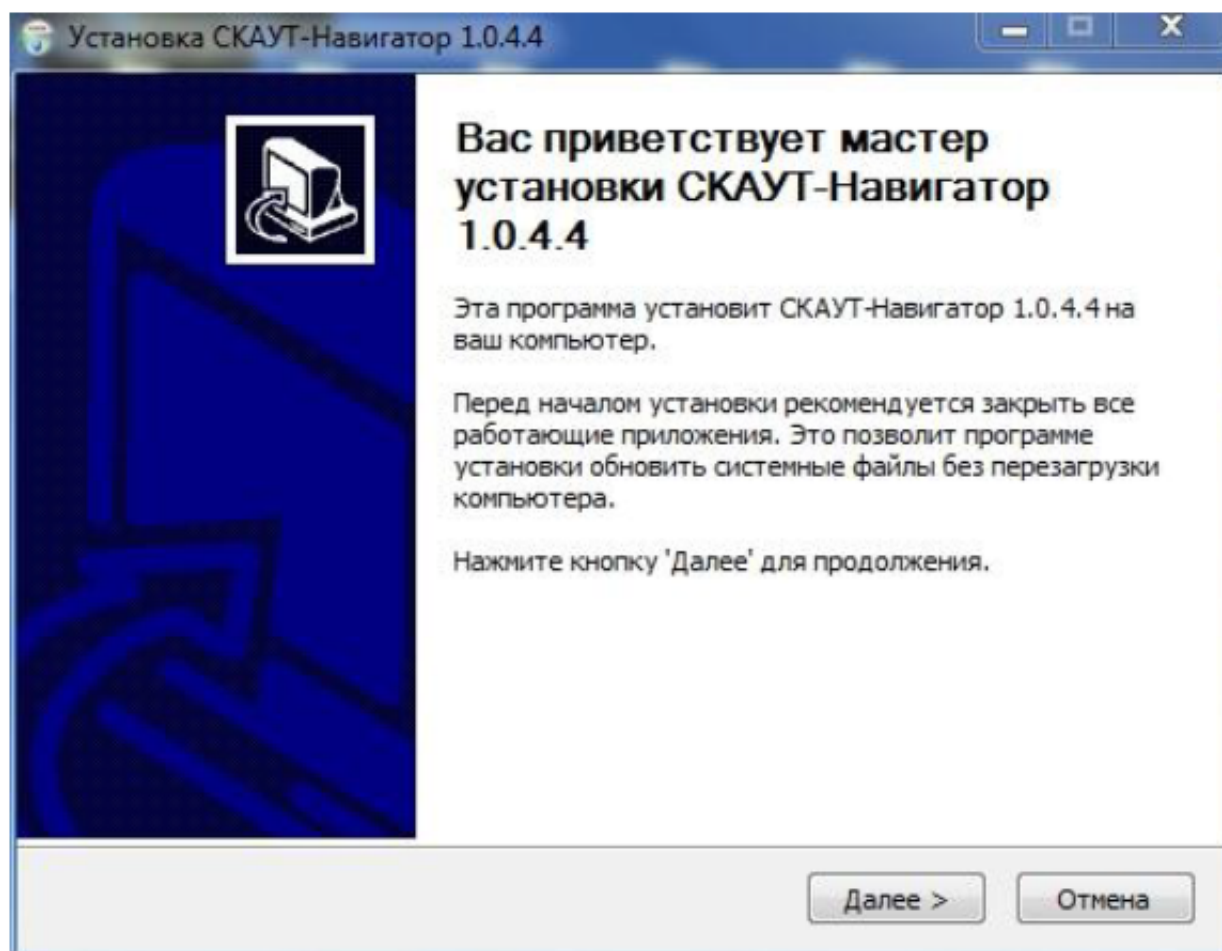 Установка СКАУТ-Навигатор 1.0.4.4
Вас приветствует мастер
установки СКАУТ-Навигатор
1.0.4.4
Эта программа установит СКАУТ-Навигатор 1.0.4.4 на
ваш компьютер.
Перед началом установки рекомендуется закрыть все
работающие приложения. Это позволит программе
установки обновить системные файлы без перезагрузки
компьютера.
Нажмите кнопку 'Далее' для продолжения.
Далее >
Отмена